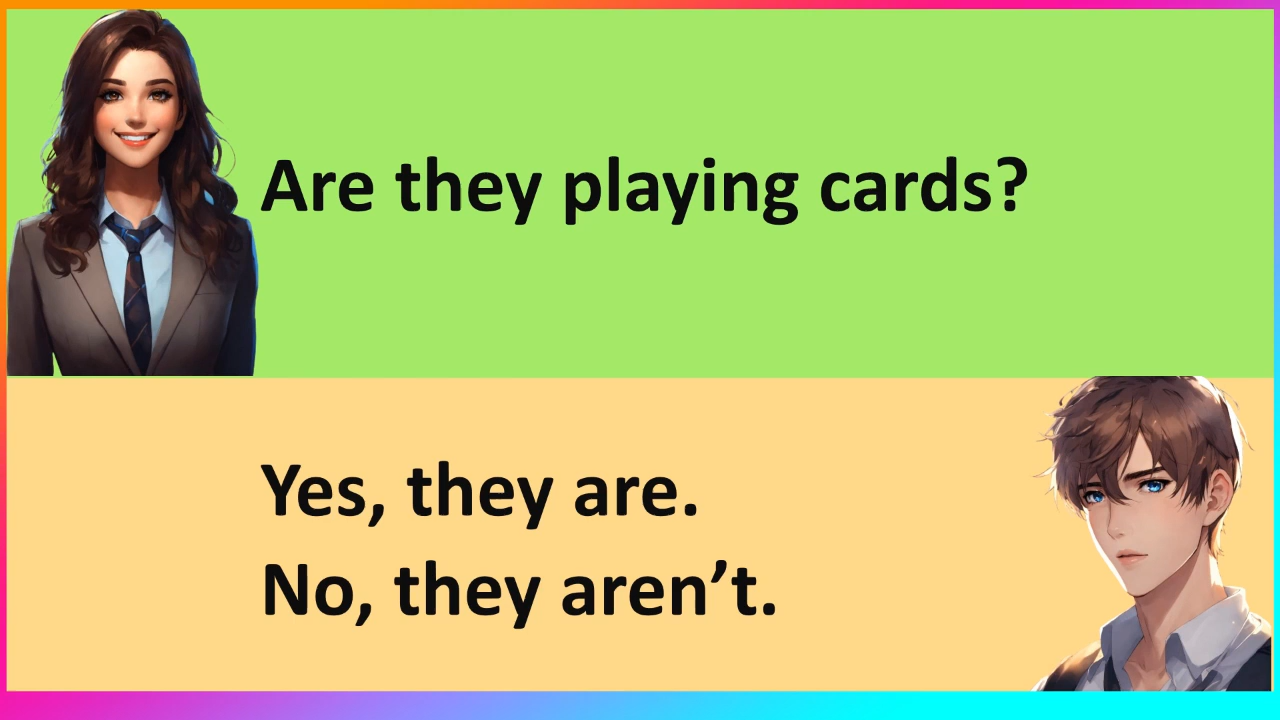 Are they playing cards?
Yes, they are.
No, they aren’t.